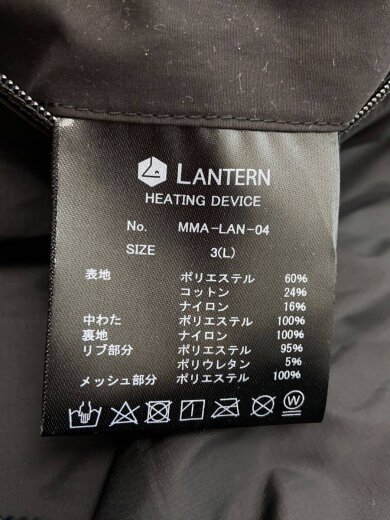 LANTERN
HEATING DEVICE
No. MMA-LAN-04
SIZE 3(L)
表地 ポリエステル 60%
コットン 24%
ナイロン 16%
中わた ポリエステル 100%
裏地 ナイロン 100%
リブ部分 ポリエステル 95%
ポリウレタン 5%
メッシュ部分 ポリエステル 100%
W